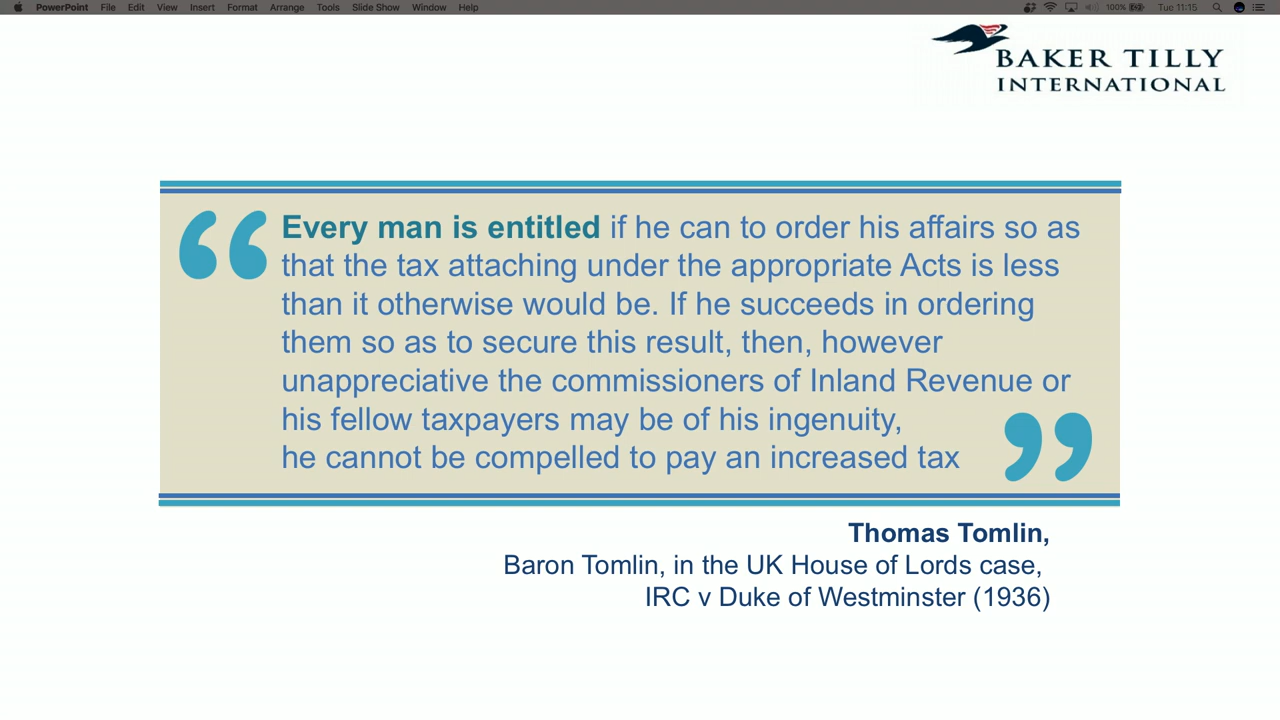 PowerPoint File Edit View Insert Format Arrange Tools Slide Show Window Help 100% Tue 11:15
BAKER TILLY
INTERNATIONAL
“Every man is entitled if he can to order his affairs so as
that the tax attaching under the appropriate Acts is less
than it otherwise would be. If he succeeds in ordering
them so as to secure this result, then, however
unappreciative the commissioners of Inland Revenue or
his fellow taxpayers may be of his ingenuity,
he cannot be compelled to pay an increased tax”
Thomas Tomlin,
Baron Tomlin, in the UK House of Lords case,
IRC v Duke of Westminster (1936)